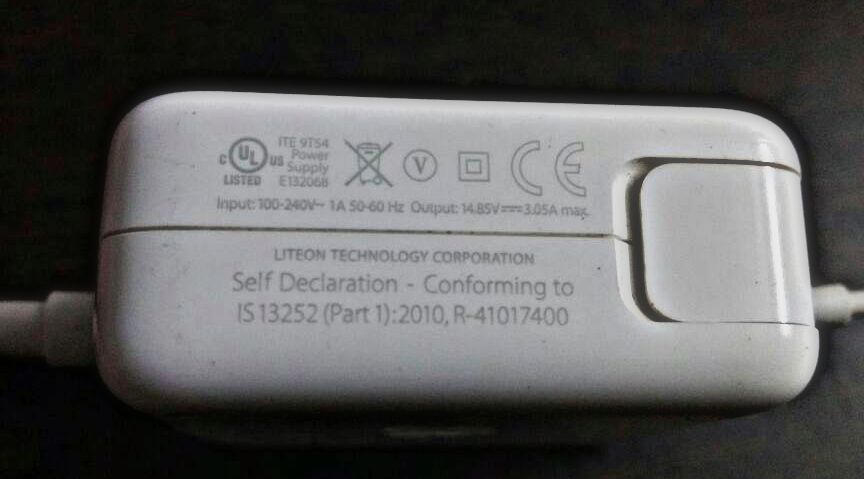 C UL US ITE 9T54
Power
Supply
LISTED E132068
V
CE
Input: 100-240V~ 1A 50-60 Hz Output: 14.85V⎓3.05A max.
LITEON TECHNOLOGY CORPORATION
Self Declaration - Conforming to
IS 13252 (Part 1):2010, R-41017400